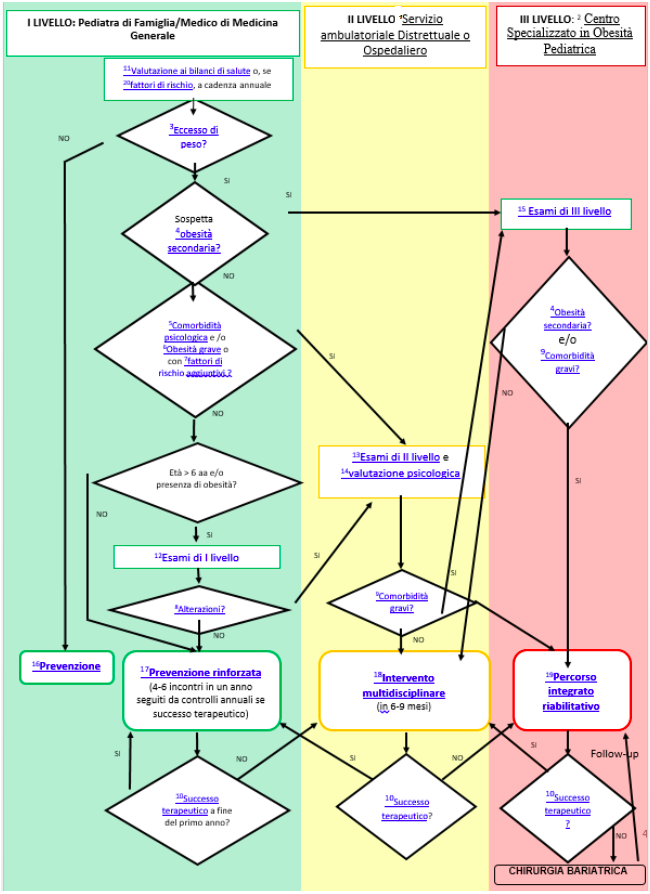 I LIVELLO: Pediatra di Famiglia/Medico di Medicina
Generale
II LIVELLO ¹Servizio
ambulatoriale Distrettuale o
Ospedaliero
III LIVELLO: ² Centro
Specializzato in Obesità
Pediatrica
¹¹Valutazione ai bilanci di salute o, se
²⁰fattori di rischio, a cadenza annuale
³Eccesso di
peso?
NO
SI
Sospetta
⁴obesità
secondaria?
SI
NO
¹⁵ Esami di III livello
⁵Comorbidità
psicologica e /o
⁶Obesità grave o
con ⁷fattori di
rischio aggiuntivi ?
SI
NO
⁴Obesità
secondaria?
e/o
⁹Comorbidità
gravi?
NO
SI
Età > 6 aa e/o
presenza di obesità?
NO
SI
¹³Esami di II livello e
¹⁴valutazione psicologica
¹²Esami di I livello
SI
⁸Alterazioni?
NO
⁹Comorbidità
gravi?
SI
NO
¹⁶Prevenzione
¹⁷Prevenzione rinforzata
(4-6 incontri in un anno
seguiti da controlli annuali se
successo terapeutico)
¹⁸Intervento
multidisciplinare
(in 6-9 mesi)
¹⁹Percorso
integrato
riabilitativo
SI
NO
SI
NO
SI
Follow-up
¹⁰Successo
terapeutico a fine
del primo anno?
¹⁰Successo
terapeutico?
¹⁰Successo
terapeutico
?
NO
4
CHIRURGIA BARIATRICA